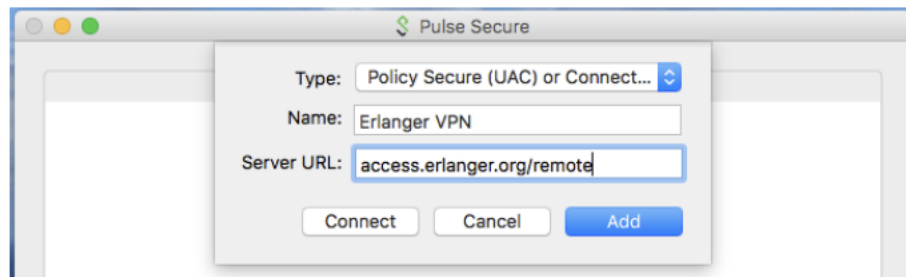 Pulse Secure
Type: Policy Secure (UAC) or Connect...
Name: Erlanger VPN
Server URL: access.erlanger.org/remote
Connect Cancel Add